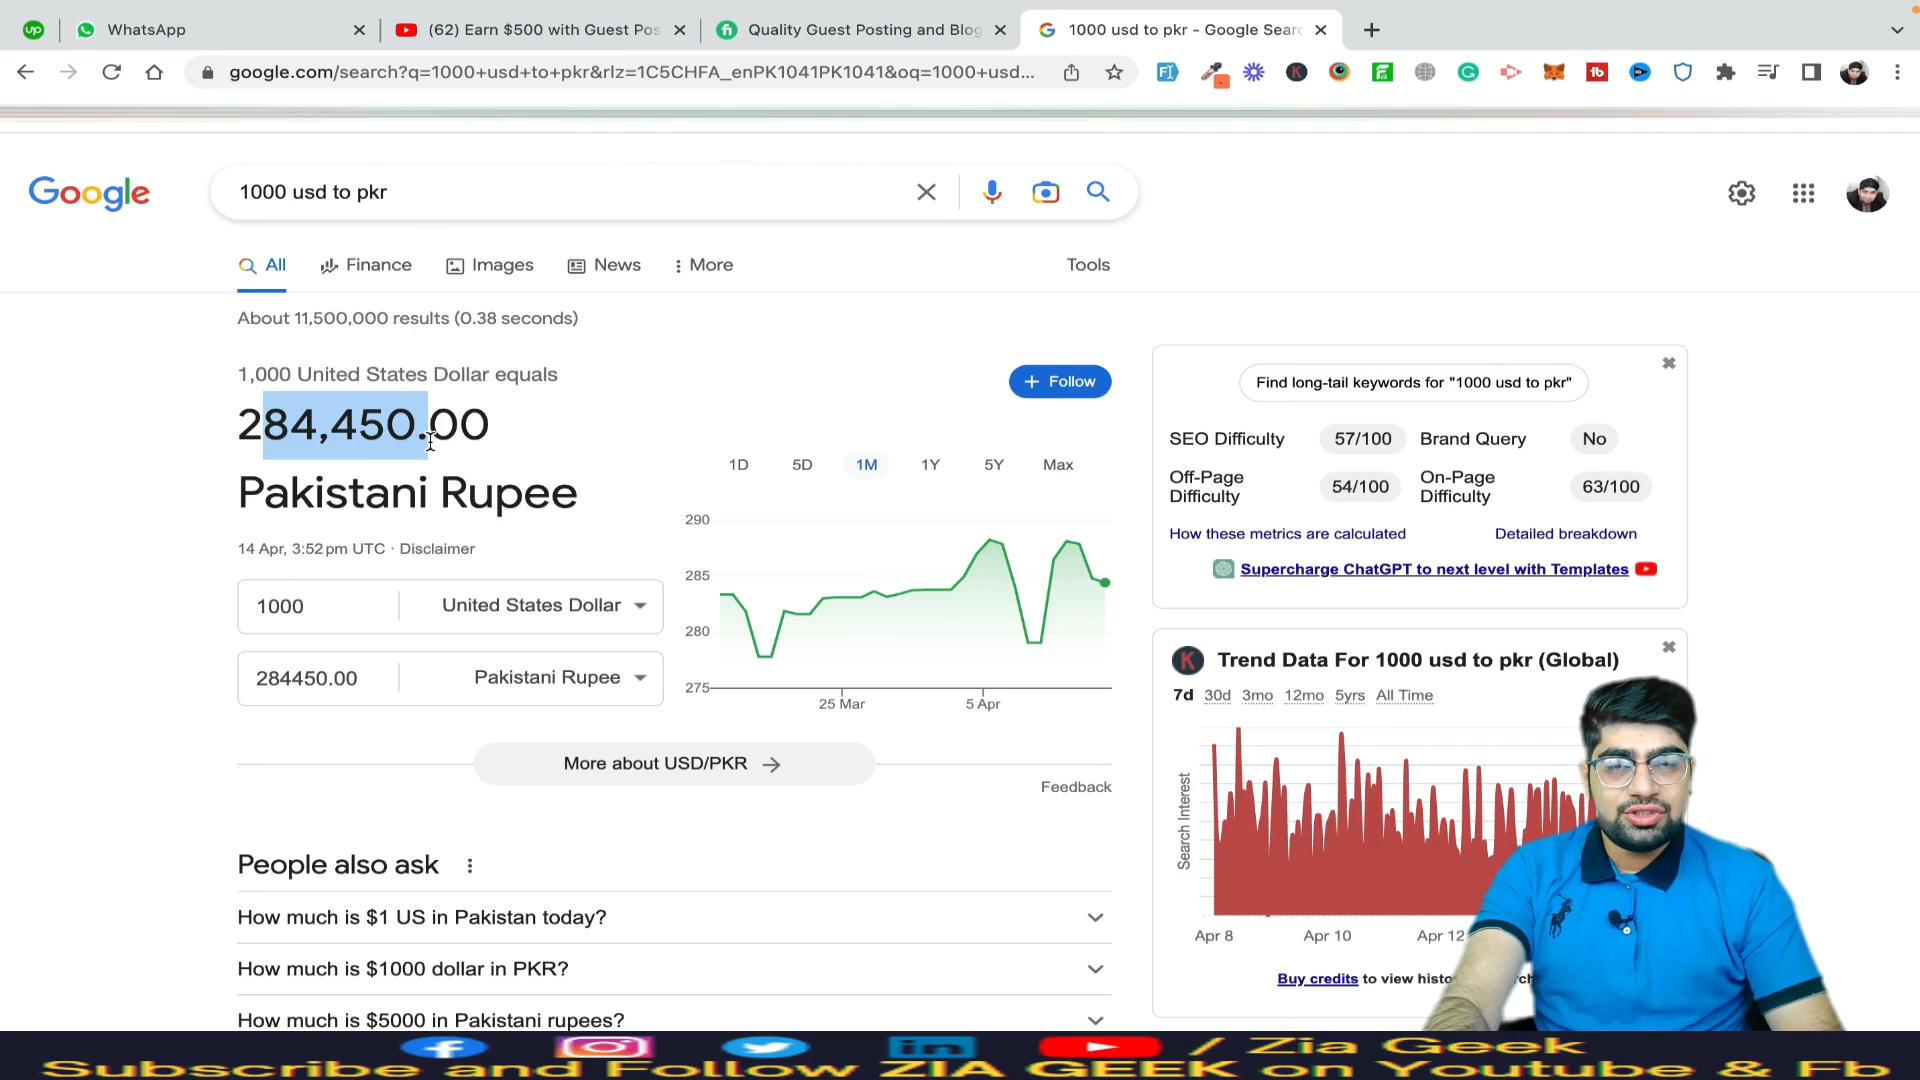 up
WhatsApp
(62) Earn $500 with Guest Pos
fi
Quality Guest Posting and Blog
1000 usd to pkr - Google Searc
google.com/search?q=1000+usd+to+pkr&rlz=1C5CHFA_enPK1041PK1041&oq=1000+usd...
Google
1000 usd to pkr
All
Finance
Images
News
More
Tools
About 11,500,000 results (0.38 seconds)
1,000 United States Dollar equals
284,450.00
Pakistani Rupee
14 Apr, 3:52 pm UTC · Disclaimer
+ Follow
1000
United States Dollar
284450.00
Pakistani Rupee
1D 5D 1M 1Y 5Y Max
290
285
280
275
25 Mar
5 Apr
More about USD/PKR
Feedback
People also ask
How much is $1 US in Pakistan today?
How much is $1000 dollar in PKR?
How much is $5000 in Pakistani rupees?
Find long-tail keywords for "1000 usd to pkr"
SEO Difficulty 57/100 Brand Query No
Off-Page Difficulty 54/100 On-Page Difficulty 63/100
How these metrics are calculated
Detailed breakdown
Supercharge ChatGPT to next level with Templates
K
Trend Data For 1000 usd to pkr (Global)
7d 30d 3mo 12mo 5yrs All Time
Search Interest
Apr 8
Apr 10
Apr 12
Buy credits to view histo
/ Zia Geek
Subscribe and Follow ZIA GEEK on Youtube & Fb